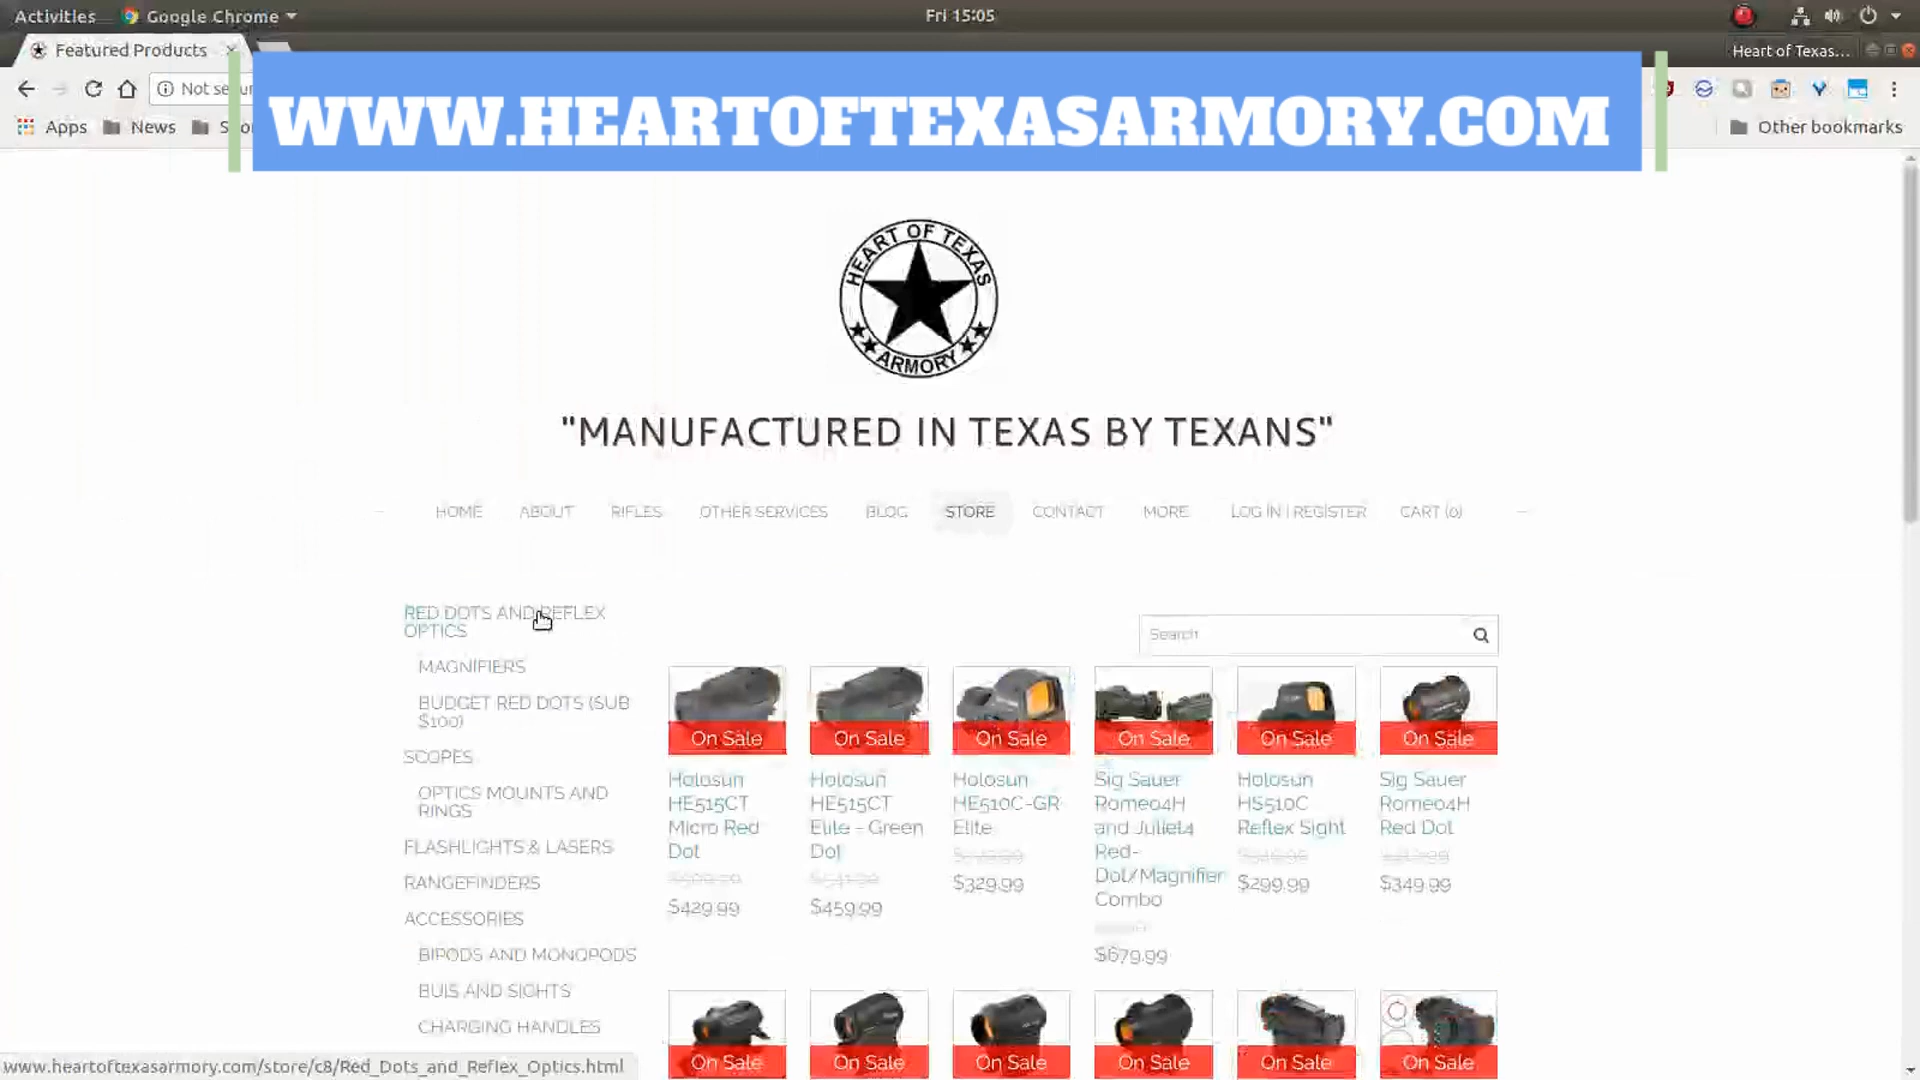 Activities Google Chrome Fri 15:05
Featured Products Heart of Texas...
Not secur
WWW.HEARTOFTEXASARMORY.COM
Apps News Other bookmarks
HEART OF TEXAS
ARMORY
"MANUFACTURED IN TEXAS BY TEXANS"
HOME ABOUT RIFLES OTHER SERVICES BLOG STORE CONTACT MORE LOG IN | REGISTER CART (0)
RED DOTS AND REFLEX
OPTICS
MAGNIFIERS
BUDGET RED DOTS (SUB
$100)
SCOPES
OPTICS MOUNTS AND
RINGS
FLASHLIGHTS & LASERS
RANGEFINDERS
ACCESSORIES
BIPODS AND MONOPODS
BUIS AND SIGHTS
CHARGING HANDLES
Search
On Sale
Holosun
HE515CT
Micro Red
Dot
$429.99
On Sale
Holosun
HE515CT
Elite - Green
Dot
$459.99
On Sale
Holosun
HE510C-GR
Elite
$329.99
On Sale
Sig Sauer
Romeo4H
and Juliet4
Red-
Dot/Magnifier
Combo
$679.99
On Sale
Holosun
HS510C
Reflex Sight
$299.99
On Sale
Sig Sauer
Romeo4H
Red Dot
$349.99
On Sale
On Sale
On Sale
On Sale
On Sale
On Sale
www.heartoftexasarmory.com/store/c8/Red_Dots_and_Reflex_Optics.html